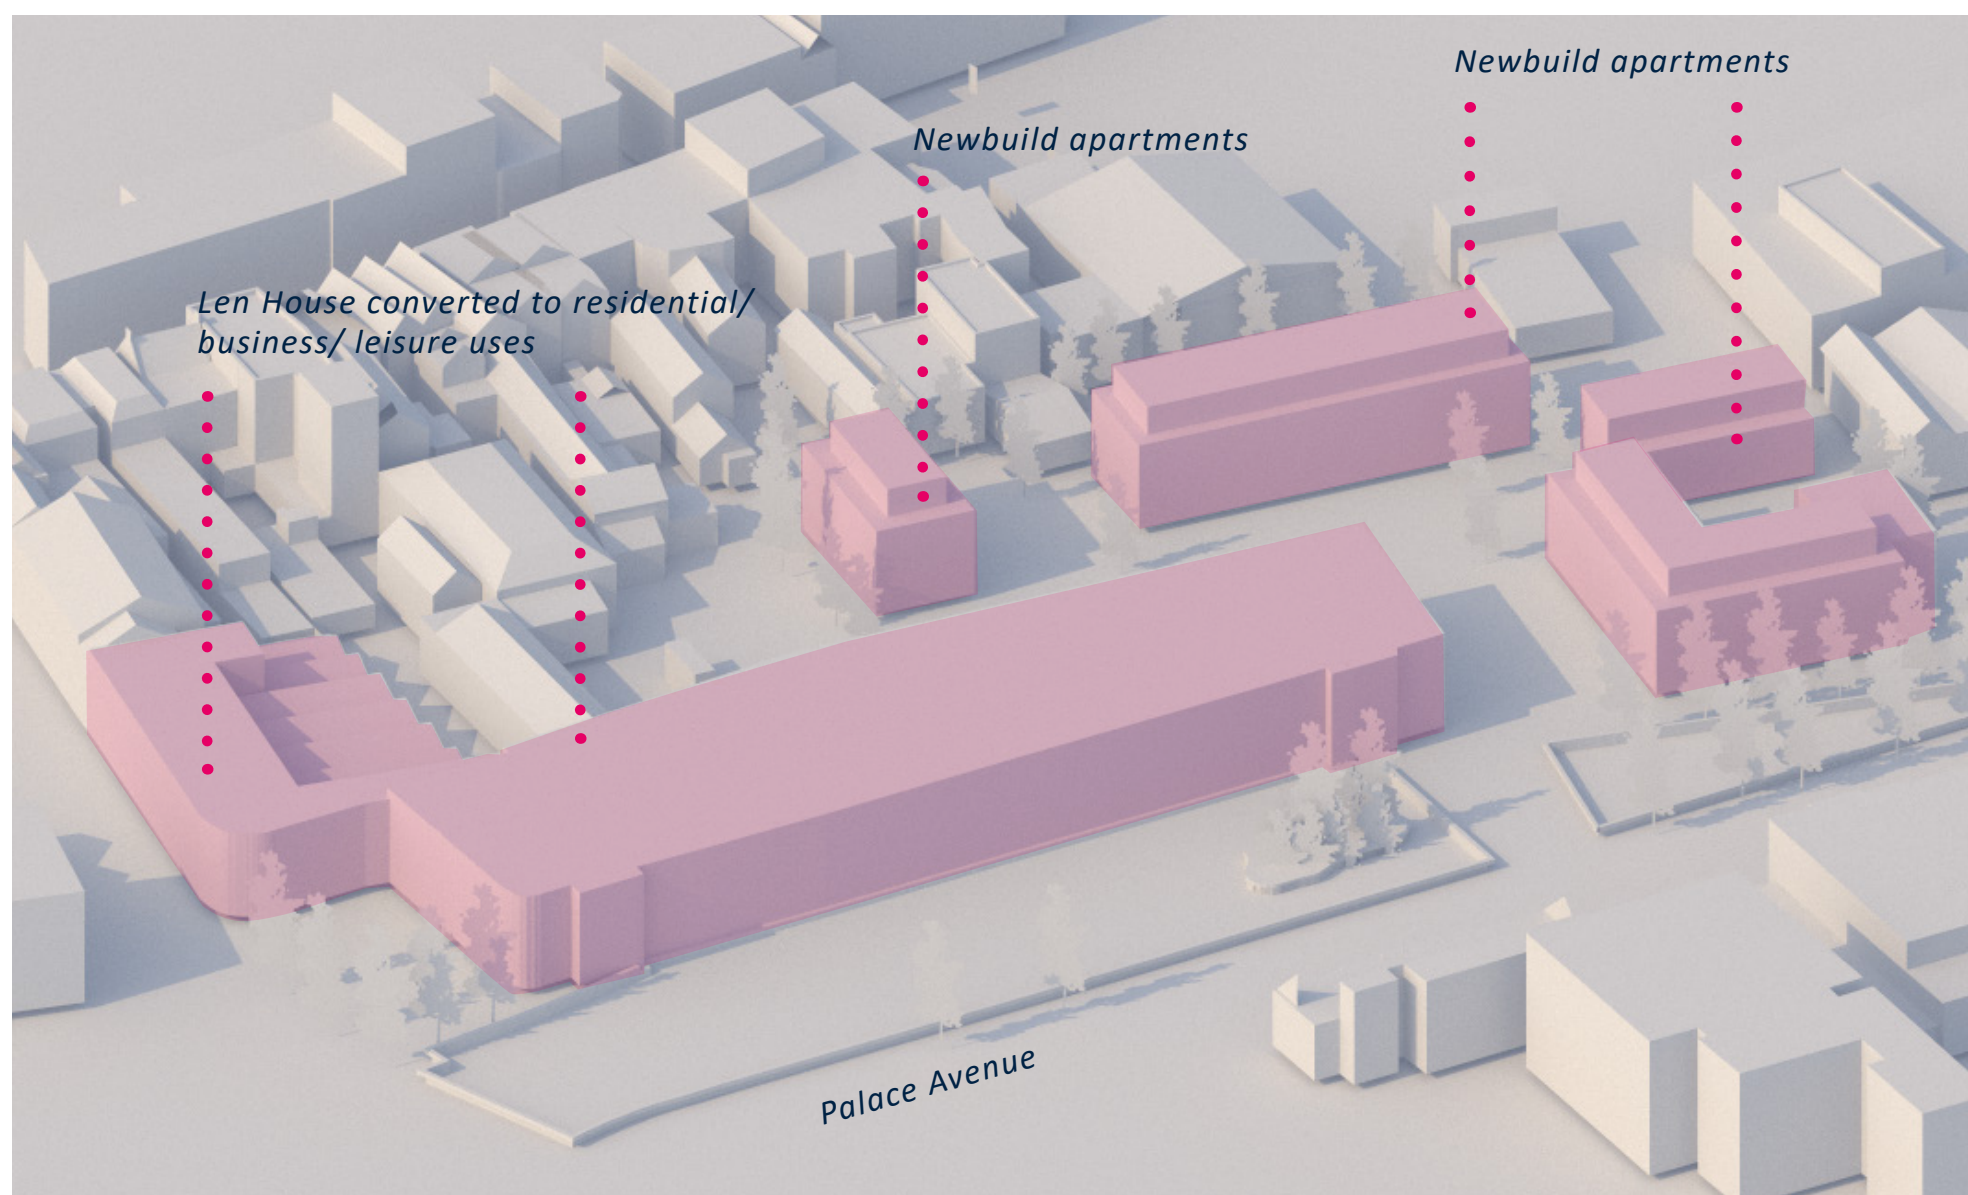 Newbuild apartments
Newbuild apartments
Len House converted to residential/
business/ leisure uses
Palace Avenue